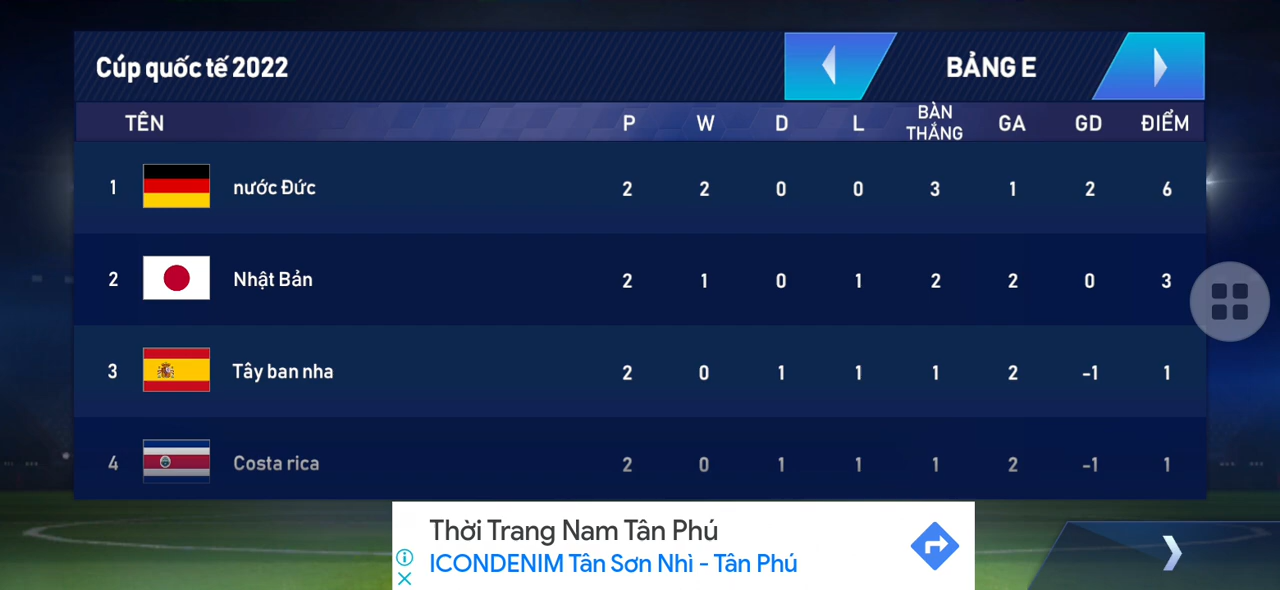 Cúp quốc tế 2022
BẢNG E
TÊN P W D L BÀN THẮNG GA GD ĐIỂM
1 nước Đức 2 2 0 0 3 1 2 6
2 Nhật Bản 2 1 0 1 2 2 0 3
3 Tây ban nha 2 0 1 1 1 2 -1 1
4 Costa rica 2 0 1 1 1 2 -1 1
Thời Trang Nam Tân Phú
ICONDENIM Tân Sơn Nhì - Tân Phú